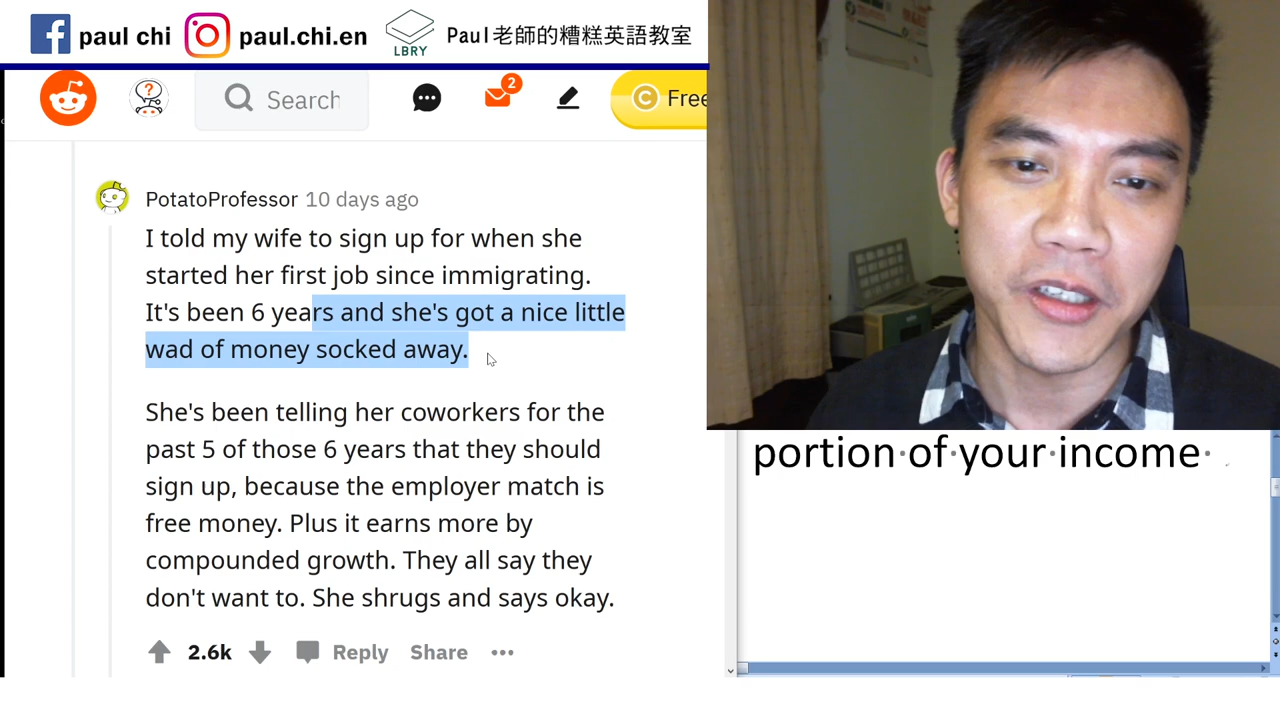 paul chi paul.chi.en LBRY Paul老師的糟糕英語教室
Search 2 Free
PotatoProfessor 10 days ago
I told my wife to sign up for when she
started her first job since immigrating.
It's been 6 years and she's got a nice little
wad of money socked away.
She's been telling her coworkers for the
past 5 of those 6 years that they should
sign up, because the employer match is
free money. Plus it earns more by
compounded growth. They all say they
don't want to. She shrugs and says okay.
2.6k Reply Share
portion·of·your·income·